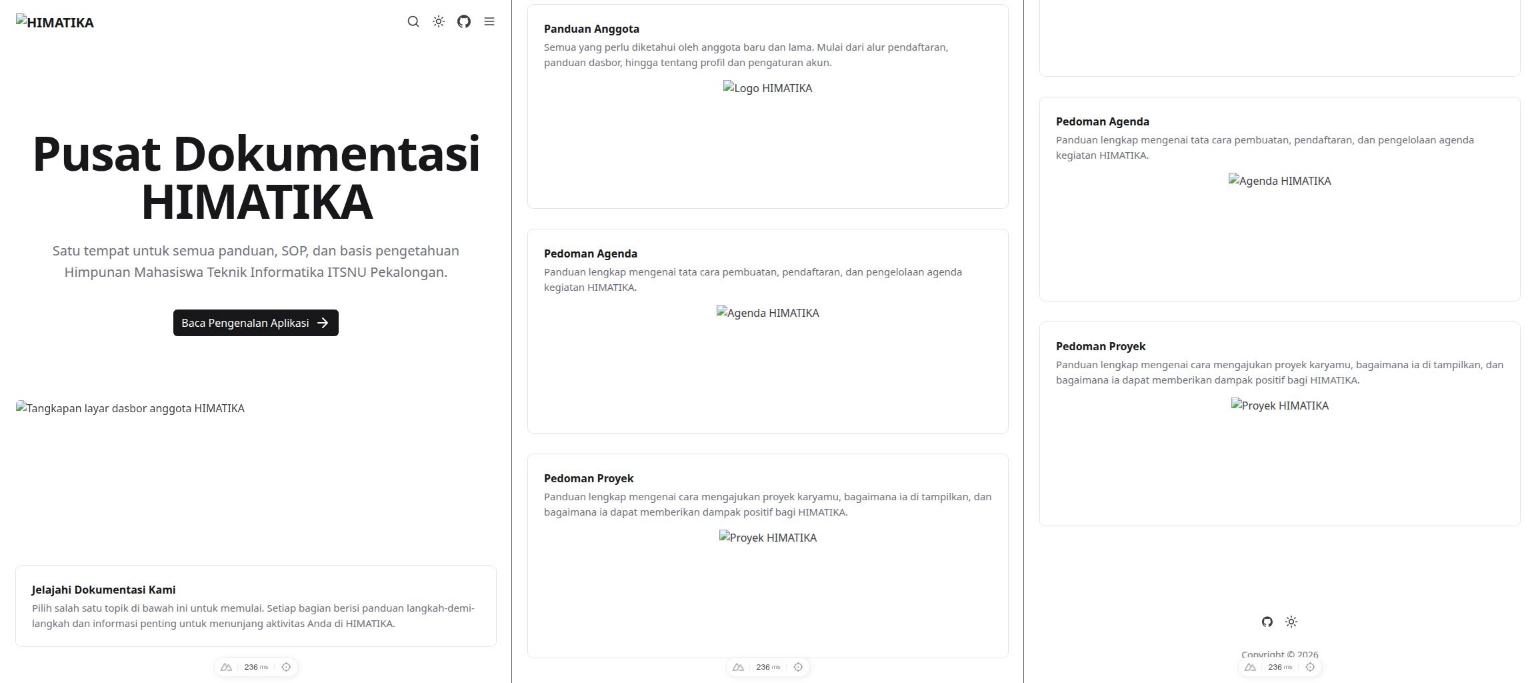 HIMATIKA
Pusat Dokumentasi
HIMATIKA
Satu tempat untuk semua panduan, SOP, dan basis pengetahuan
Himpunan Mahasiswa Teknik Informatika ITSNU Pekalongan.
Baca Pengenalan Aplikasi
Tangkapan layar dasbor anggota HIMATIKA
Jelajahi Dokumentasi Kami
Pilih salah satu topik di bawah ini untuk memulai. Setiap bagian berisi panduan langkah-demi-
langkah dan informasi penting untuk menunjang aktivitas Anda di HIMATIKA.
236 ms
Panduan Anggota
Semua yang perlu diketahui oleh anggota baru dan lama. Mulai dari alur pendaftaran,
panduan dasbor, hingga tentang profil dan pengaturan akun.
Logo HIMATIKA
Pedoman Agenda
Panduan lengkap mengenai tata cara pembuatan, pendaftaran, dan pengelolaan agenda
kegiatan HIMATIKA.
Agenda HIMATIKA
Pedoman Proyek
Panduan lengkap mengenai cara mengajukan proyek karyamu, bagaimana ia di tampilkan, dan
bagaimana ia dapat memberikan dampak positif bagi HIMATIKA.
Proyek HIMATIKA
236 ms
Pedoman Agenda
Panduan lengkap mengenai tata cara pembuatan, pendaftaran, dan pengelolaan agenda
kegiatan HIMATIKA.
Agenda HIMATIKA
Pedoman Proyek
Panduan lengkap mengenai cara mengajukan proyek karyamu, bagaimana ia di tampilkan, dan
bagaimana ia dapat memberikan dampak positif bagi HIMATIKA.
Proyek HIMATIKA
Copyright © 2026
236 ms